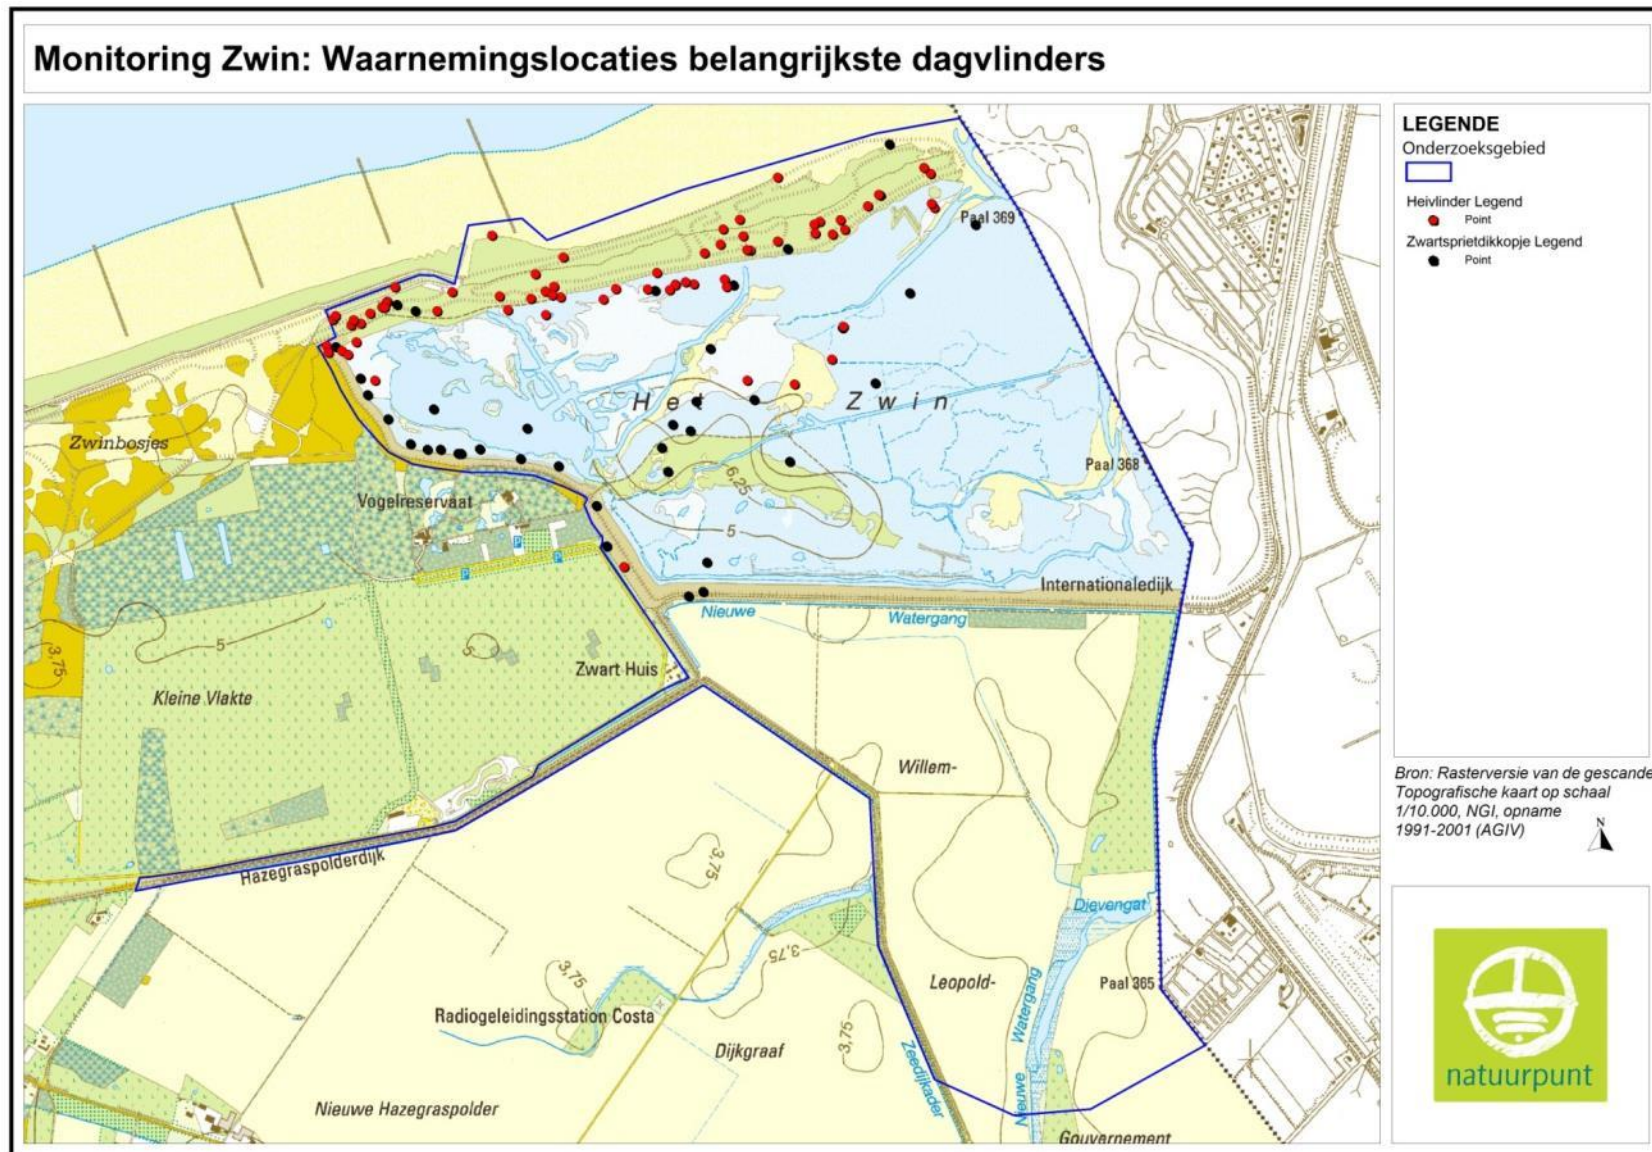 Monitoring Zwin: Waarnemingslocaties belangrijkste dagvlinders
LEGENDE
Onderzoeksgebied
Heivlinder Legend
Point
Zwartsprietdikkopje Legend
Point
Bron: Rasterversie van de gescande
Topografische kaart op schaal
1/10.000, NGI, opname
1991-2001 (AGIV)
N
natuurpunt
Paal 369
Het Zwin
Zwinbosjes
Paal 368
6,25
Vogelreservaat
5
P
P
P
Internationaledijk
Nieuwe
Watergang
5
5
3,75
Zwart Huis
Kleine Vlakte
Willem-
Hazegraspolderdijk
3,75
Dievengat
3,75
3,75
Leopold-
Paal 365
Radiogeleidingsstation Costa
Watergang
3,75
Dijkgraaf
Zeedijkader
Nieuwe
Nieuwe Hazegraspolder
Gouvernement